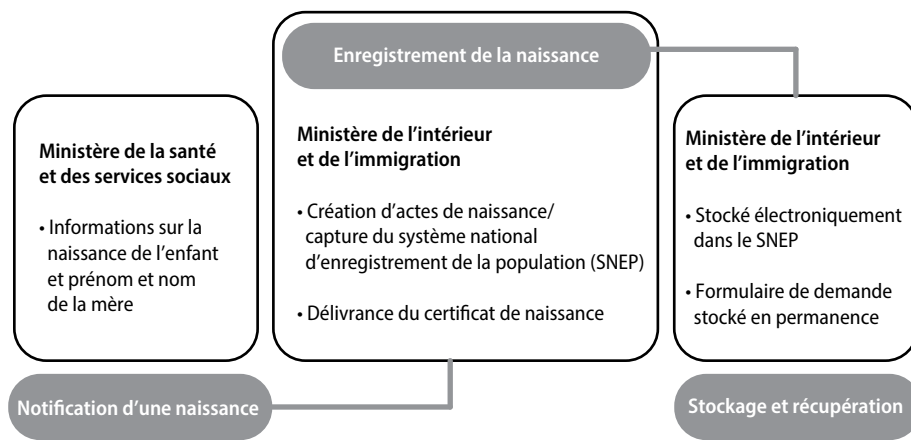 Ministère de la santé
et des services sociaux
• Informations sur la
naissance de l'enfant
et prénom et nom
de la mère
Notification d'une naissance
Enregistrement de la naissance
Ministère de l'intérieur
et de l'immigration
• Création d'actes de naissance/
capture du système national
d'enregistrement de la population (SNEP)
• Délivrance du certificat de naissance
Ministère de l'intérieur
et de l'immigration
• Stocké électroniquement
dans le SNEP
• Formulaire de demande
stocké en permanence
Stockage et récupération